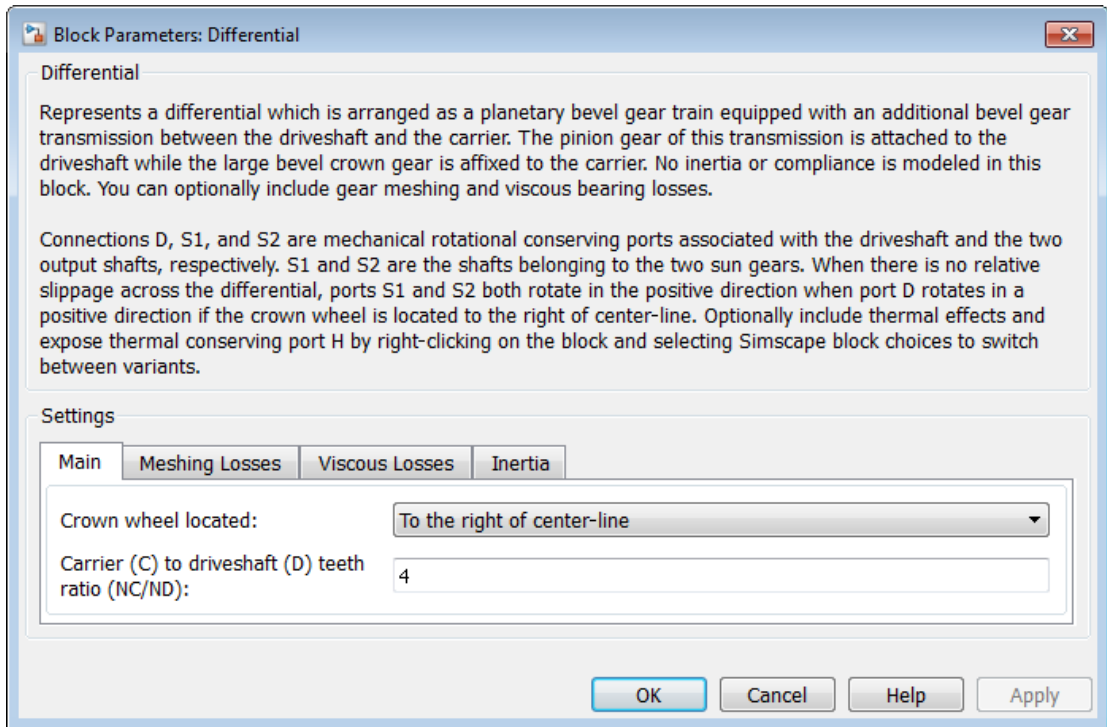 Block Parameters: Differential
Differential
Represents a differential which is arranged as a planetary bevel gear train equipped with an additional bevel gear
transmission between the driveshaft and the carrier. The pinion gear of this transmission is attached to the
driveshaft while the large bevel crown gear is affixed to the carrier. No inertia or compliance is modeled in this
block. You can optionally include gear meshing and viscous bearing losses.
Connections D, S1, and S2 are mechanical rotational conserving ports associated with the driveshaft and the two
output shafts, respectively. S1 and S2 are the shafts belonging to the two sun gears. When there is no relative
slippage across the differential, ports S1 and S2 both rotate in the positive direction when port D rotates in a
positive direction if the crown wheel is located to the right of center-line. Optionally include thermal effects and
expose thermal conserving port H by right-clicking on the block and selecting Simscape block choices to switch
between variants.
Settings
Main Meshing Losses Viscous Losses Inertia
Crown wheel located: To the right of center-line
Carrier (C) to driveshaft (D) teeth
ratio (NC/ND): 4
OK Cancel Help Apply